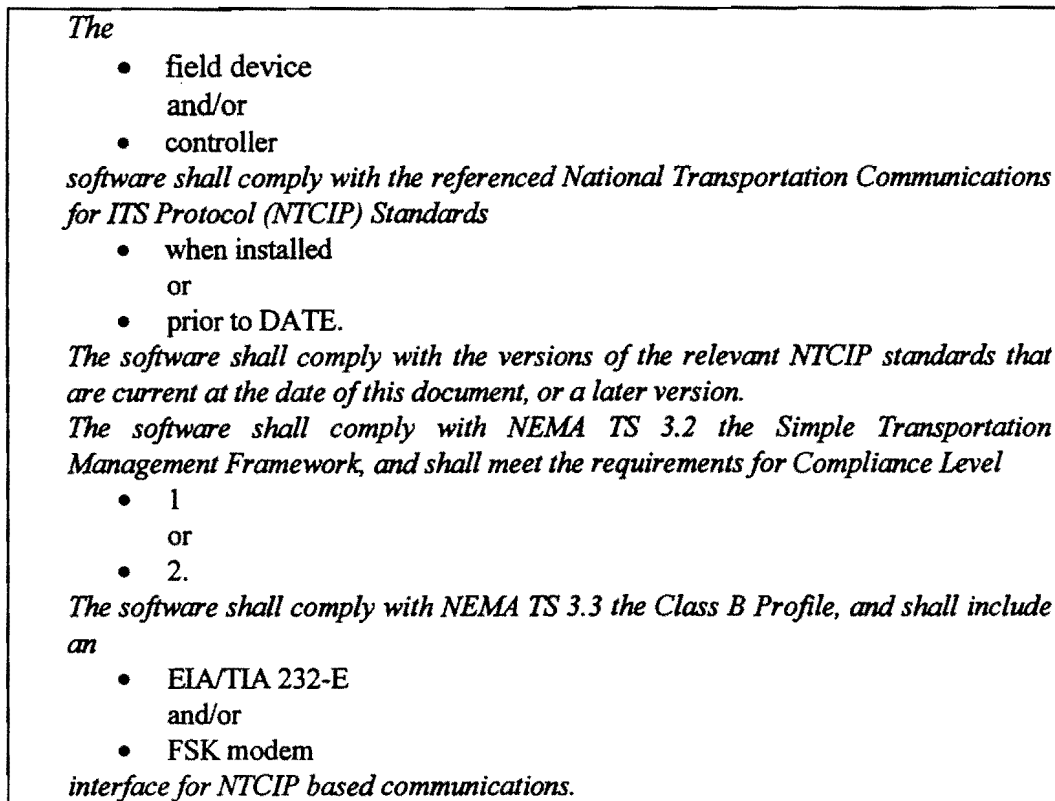 The
• field device
and/or
• controller
software shall comply with the referenced National Transportation Communications
for ITS Protocol (NTCIP) Standards
• when installed
or
• prior to DATE.
The software shall comply with the versions of the relevant NTCIP standards that
are current at the date of this document, or a later version.
The software shall comply with NEMA TS 3.2 the Simple Transportation
Management Framework, and shall meet the requirements for Compliance Level
• 1
or
• 2.
The software shall comply with NEMA TS 3.3 the Class B Profile, and shall include
an
• EIA/TIA 232-E
and/or
• FSK modem
interface for NTCIP based communications.